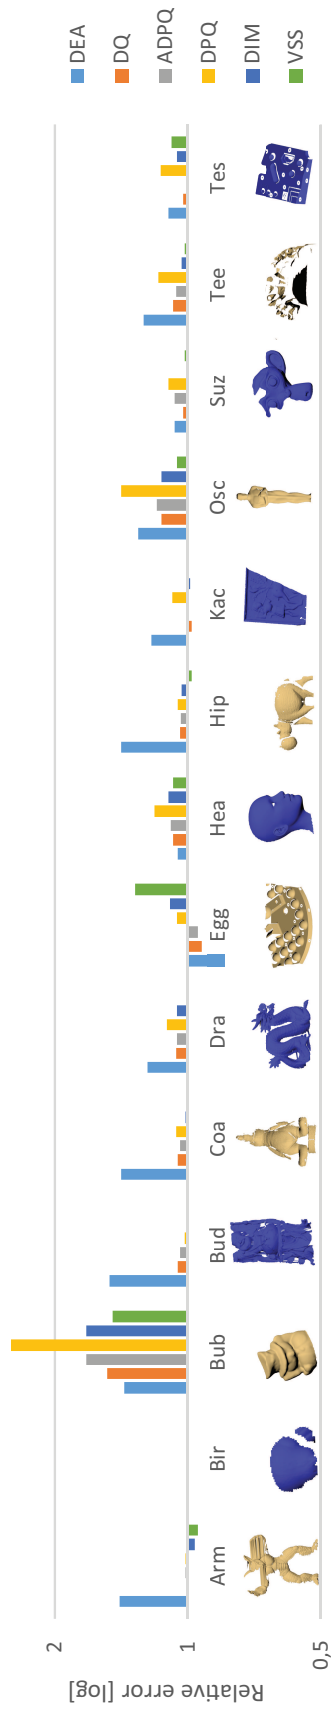 Relative error [log]
2
1
0,5
Arm
Bir
Bub
Bud
Coa
Dra
Egg
Hea
Hip
Kac
Osc
Suz
Tee
Tes
DEA
DQ
ADPQ
DPQ
DIM
VSS